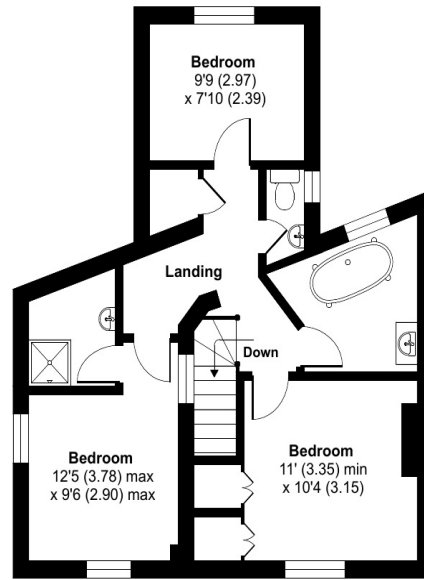 Bedroom
9'9 (2.97)
x 7'10 (2.39)
Landing
Down
Bedroom
12'5 (3.78) max
x 9'6 (2.90) max
Bedroom
11' (3.35) min
x 10'4 (3.15)